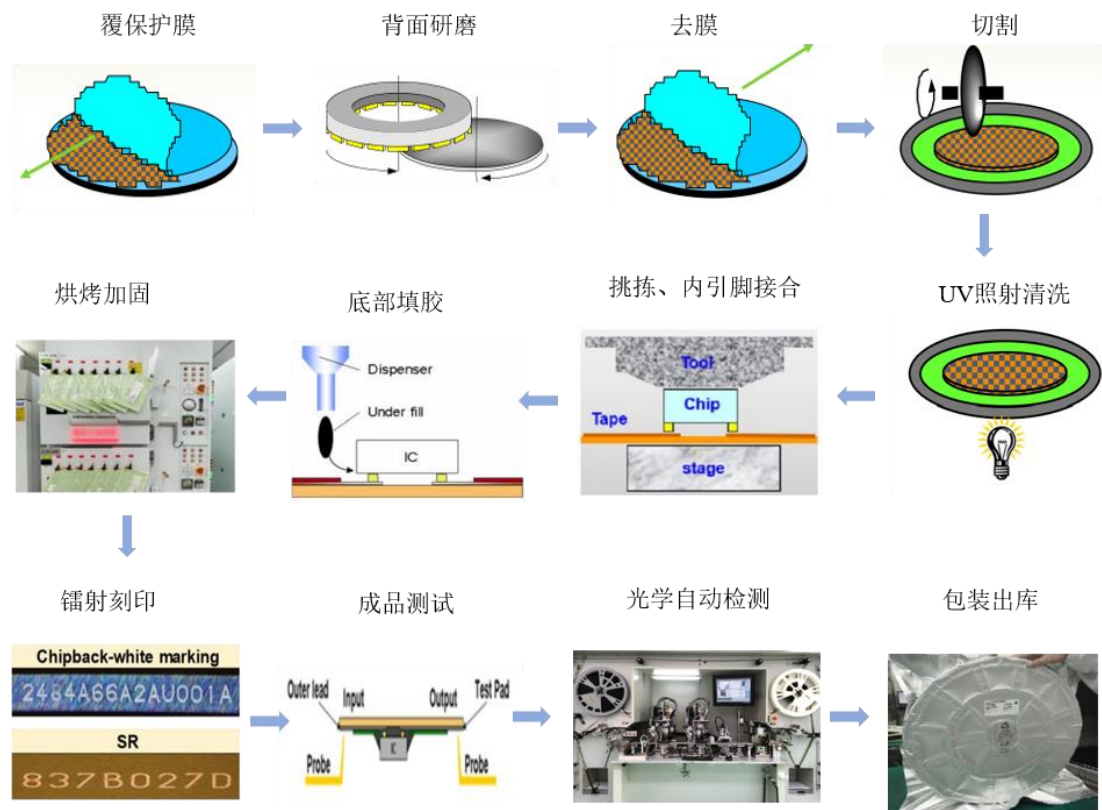 覆保护膜
背面研磨
去膜
切割
UV照射清洗
挑拣、内引脚接合
Tool
Chip
Tape
stage
底部填胶
Dispenser
Under fill
IC
烘烤加固
镭射刻印
Chipback-white marking
2484A66A2AU001A
SR
837B027D
成品测试
Outer lead
Input
Output
Test Pad
Probe
Probe
光学自动检测
包装出库